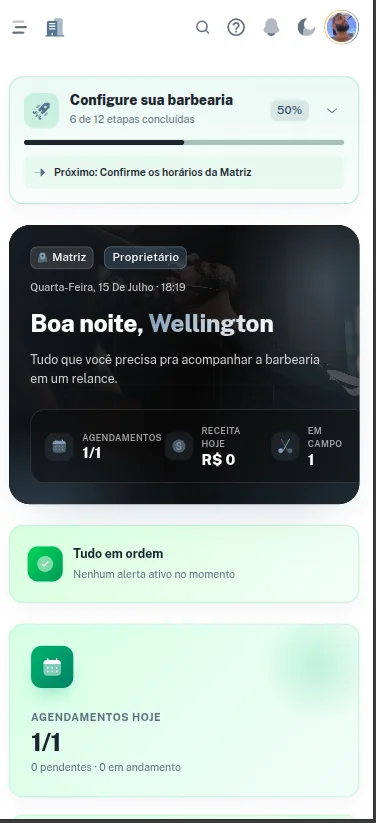 Configure sua barbearia
6 de 12 etapas concluídas
50%
Próximo: Confirme os horários da Matriz
Matriz
Proprietário
Quarta-Feira, 15 De Julho · 18:19
Boa noite, Wellington
Tudo que você precisa pra acompanhar a barbearia
em um relance.
AGENDAMENTOS
1/1
RECEITA
HOJE
R$ 0
EM
CAMPO
1
Tudo em ordem
Nenhum alerta ativo no momento
AGENDAMENTOS HOJE
1/1
0 pendentes · 0 em andamento